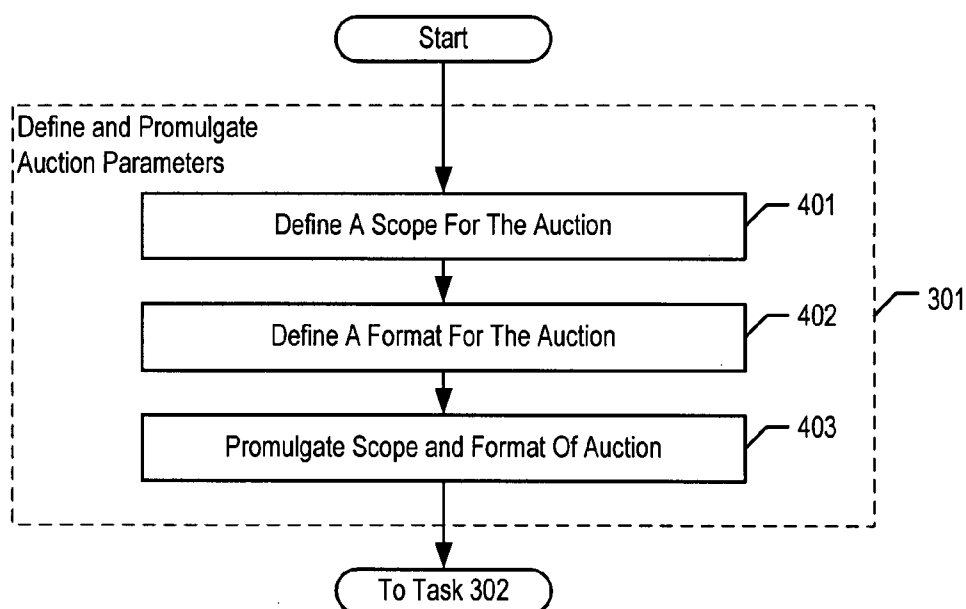 Start
Define and Promulgate
Auction Parameters
401
Define A Scope For The Auction
301
402
Define A Format For The Auction
403
Promulgate Scope and Format Of Auction
To Task 302